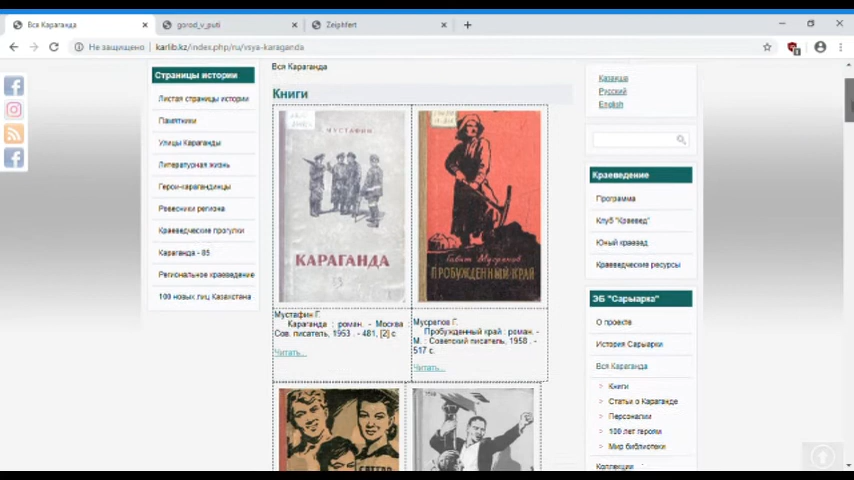 Вся Караганда
gorod_v_puti
Zeiphfert
Не защищено
karlib.kz/index.php/ru/vsya-karaganda
Страницы истории
Листая страницы истории
Памятники
Улицы Караганды
Литературная жизнь
Герои-карагандинцы
Ровесники региона
Краеведческие прогулки
Караганда - 85
Региональное краеведение
100 новых лиц Казахстана
Вся Караганда
Книги
МУСТАФИН
КАРАГАНДА
Габит Мусрепов
ПРОБУЖДЕННЫЙ КРАЙ
Мустафин Г.
Караганда : роман. - Москва
Сов. писатель, 1953 . - 481, [2] с.
Читать...
Мусрепов Г.
Пробужденный край : роман. -
М. : Советский писатель, 1958 . -
517 с.
Читать...
Қазақша
Русский
English
Краеведение
Программа
Клуб "Краевед"
Юный краевед
Краеведческие ресурсы
ЭБ "Сарыарка"
О проекте
История Сарыарки
Вся Караганда
> Книги
> Статьи о Караганде
> Персоналии
> 100 лет героям
> Мир библиотеки
Коллекции